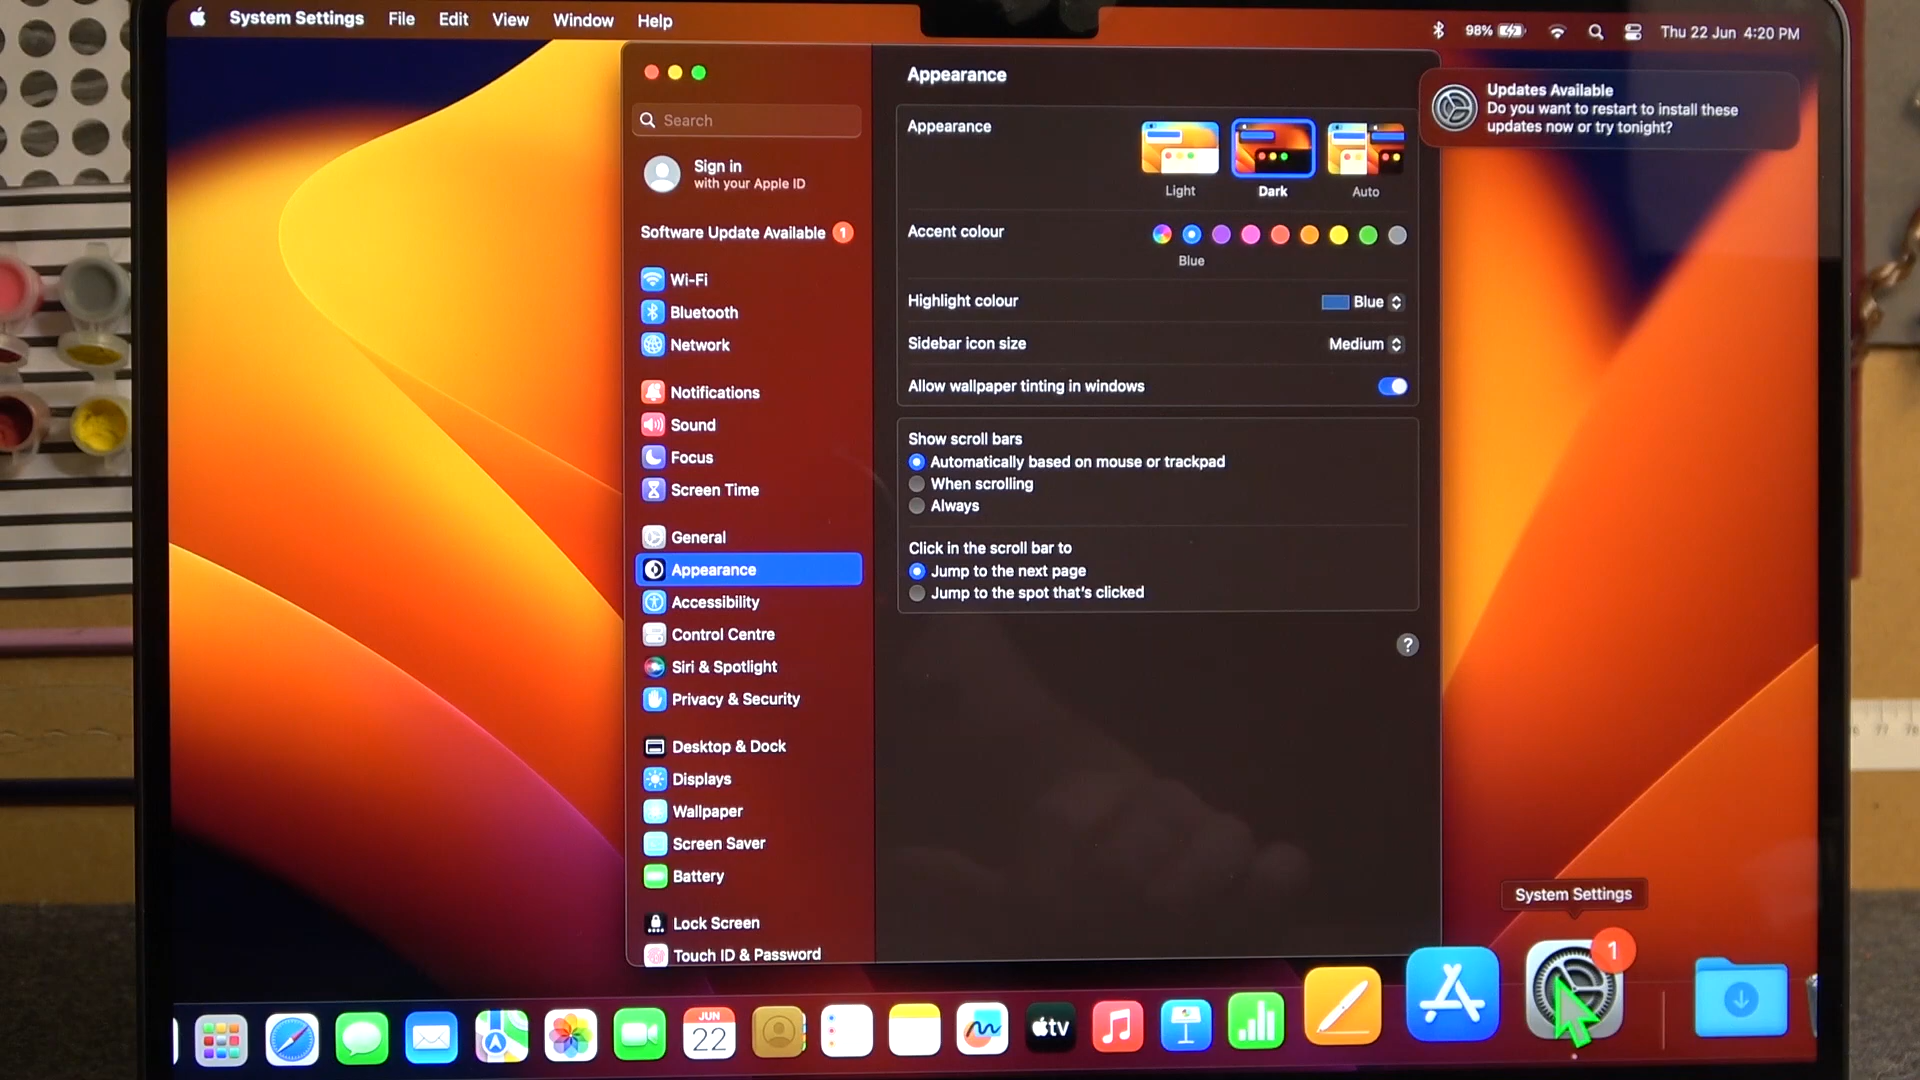 System Settings File Edit View Window Help
98% Thu 22 Jun 4:20 PM
Updates Available
Do you want to restart to install these
updates now or try tonight?
Search
Sign in
with your Apple ID
Software Update Available 1
Wi-Fi
Bluetooth
Network
Notifications
Sound
Focus
Screen Time
General
Appearance
Accessibility
Control Centre
Siri & Spotlight
Privacy & Security
Desktop & Dock
Displays
Wallpaper
Screen Saver
Battery
Lock Screen
Touch ID & Password
Appearance
Appearance
Light
Dark
Auto
Accent colour
Blue
Highlight colour
Blue
Sidebar icon size
Medium
Allow wallpaper tinting in windows
Show scroll bars
Automatically based on mouse or trackpad
When scrolling
Always
Click in the scroll bar to
Jump to the next page
Jump to the spot that's clicked
?
System Settings
1
JUN
22
tv
77